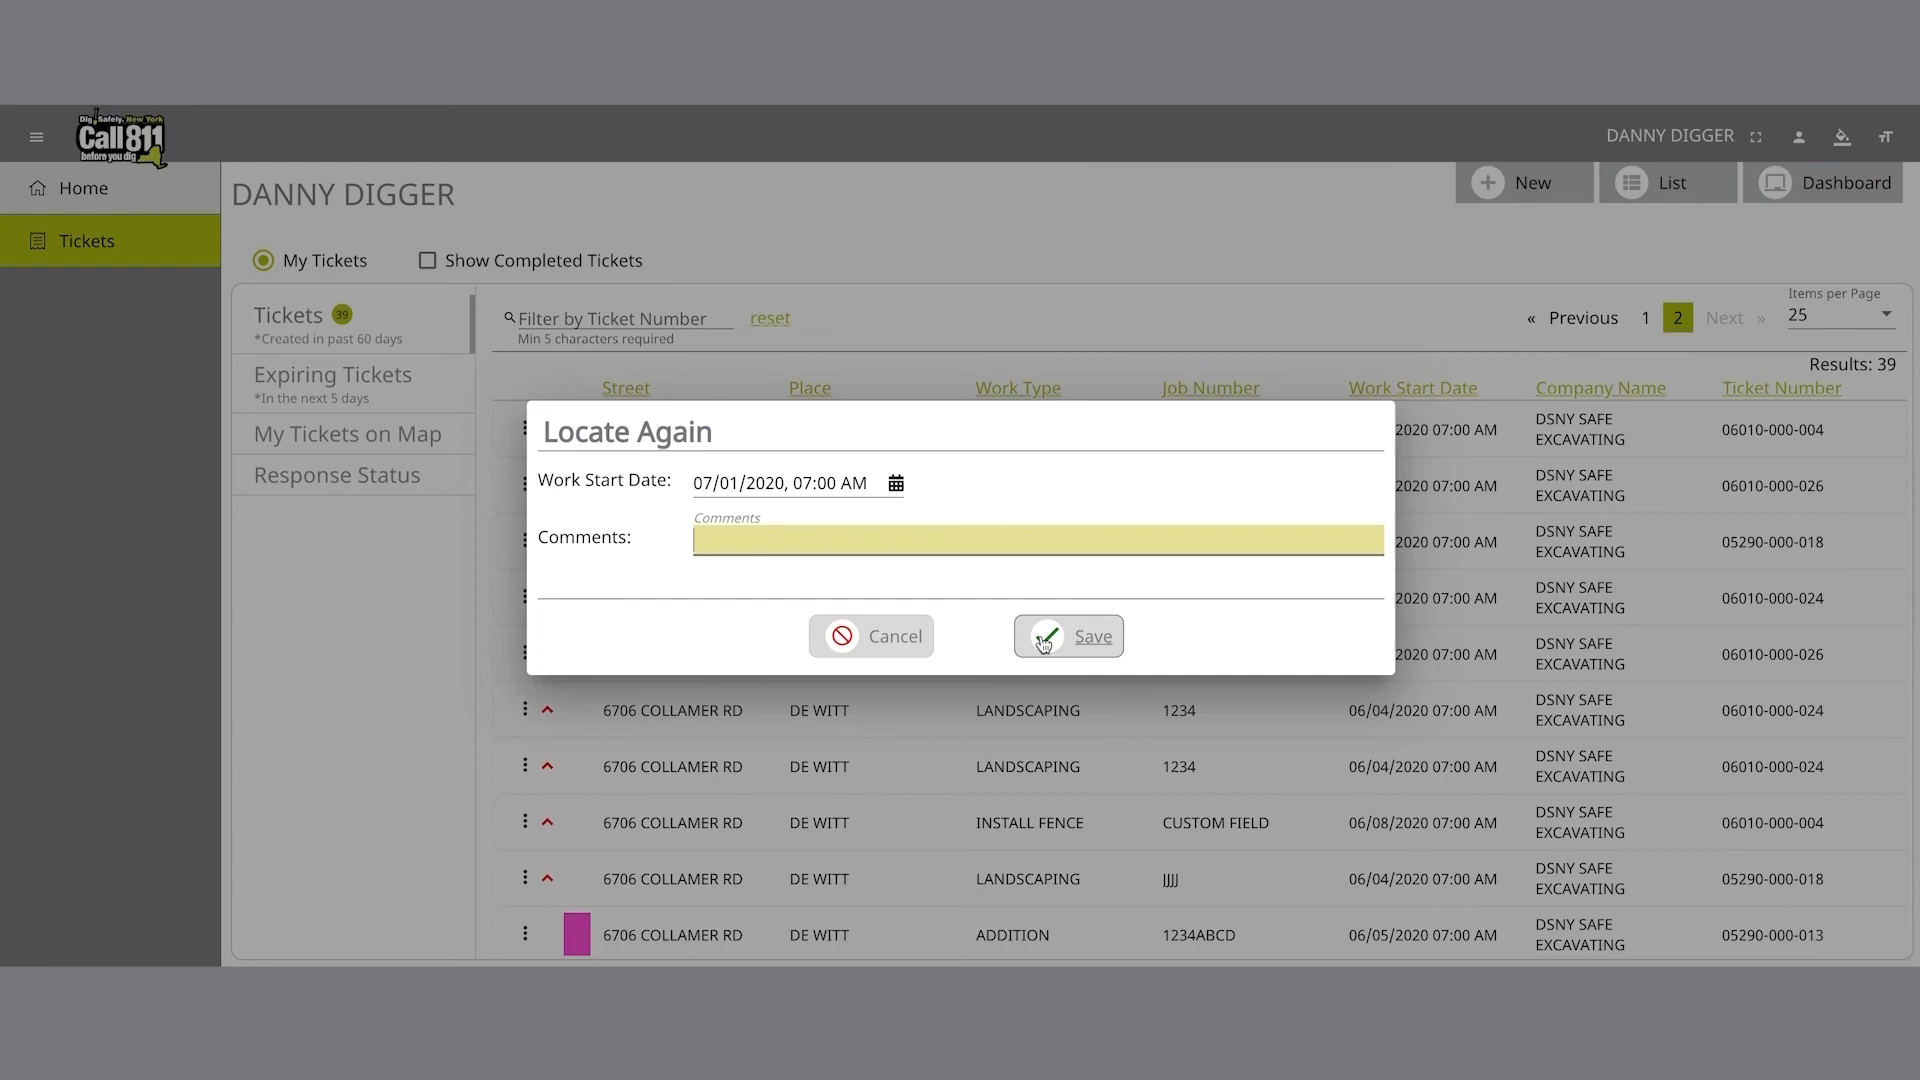 Dig Safely. New York
Call 811
before you dig
DANNY DIGGER
Home
Tickets
DANNY DIGGER
New
List
Dashboard
My Tickets
Show Completed Tickets
Tickets 39
*Created in past 60 days
Expiring Tickets
*In the next 5 days
My Tickets on Map
Response Status
Filter by Ticket Number reset
Min 5 characters required
« Previous 1 2 Next »
Items per Page
25
Results: 39
Street Place Work Type Job Number Work Start Date Company Name Ticket Number
2020 07:00 AM DSNY SAFE EXCAVATING 06010-000-004
2020 07:00 AM DSNY SAFE EXCAVATING 06010-000-026
2020 07:00 AM DSNY SAFE EXCAVATING 05290-000-018
2020 07:00 AM DSNY SAFE EXCAVATING 06010-000-024
2020 07:00 AM DSNY SAFE EXCAVATING 06010-000-026
Locate Again
Work Start Date: 07/01/2020, 07:00 AM
Comments
Comments:
Cancel
Save
6706 COLLAMER RD DE WITT LANDSCAPING 1234 06/04/2020 07:00 AM DSNY SAFE EXCAVATING 06010-000-024
6706 COLLAMER RD DE WITT LANDSCAPING 1234 06/04/2020 07:00 AM DSNY SAFE EXCAVATING 06010-000-024
6706 COLLAMER RD DE WITT INSTALL FENCE CUSTOM FIELD 06/08/2020 07:00 AM DSNY SAFE EXCAVATING 06010-000-004
6706 COLLAMER RD DE WITT LANDSCAPING JJJJ 06/04/2020 07:00 AM DSNY SAFE EXCAVATING 05290-000-018
6706 COLLAMER RD DE WITT ADDITION 1234ABCD 06/05/2020 07:00 AM DSNY SAFE EXCAVATING 05290-000-013